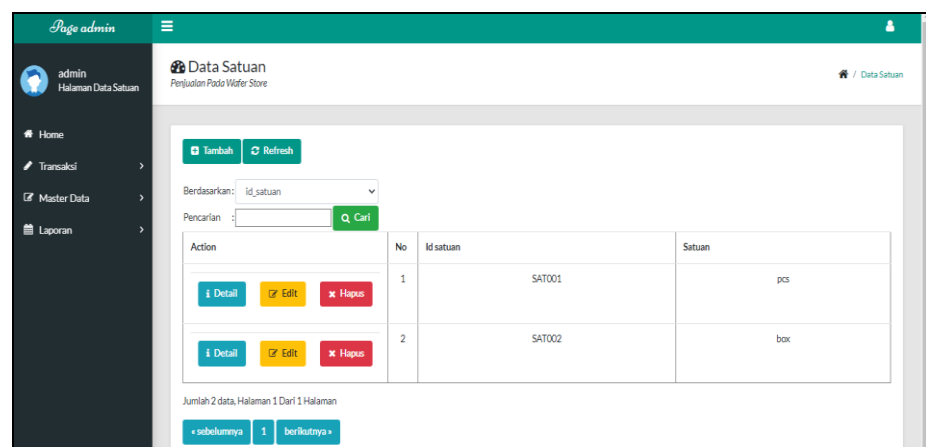 Page admin
admin
Halaman Data Satuan
Home
Transaksi
Master Data
Laporan
Data Satuan
Penjualan Pada Wafer Store
/ Data Satuan
Tambah Refresh
Berdasarkan : id_satuan
Pencarian : Cari
Action No Id satuan Satuan
Detail Edit Hapus 1 SAT001 pcs
Detail Edit Hapus 2 SAT002 box
Jumlah 2 data, Halaman 1 Dari 1 Halaman
« sebelumnya 1 berikutnya »